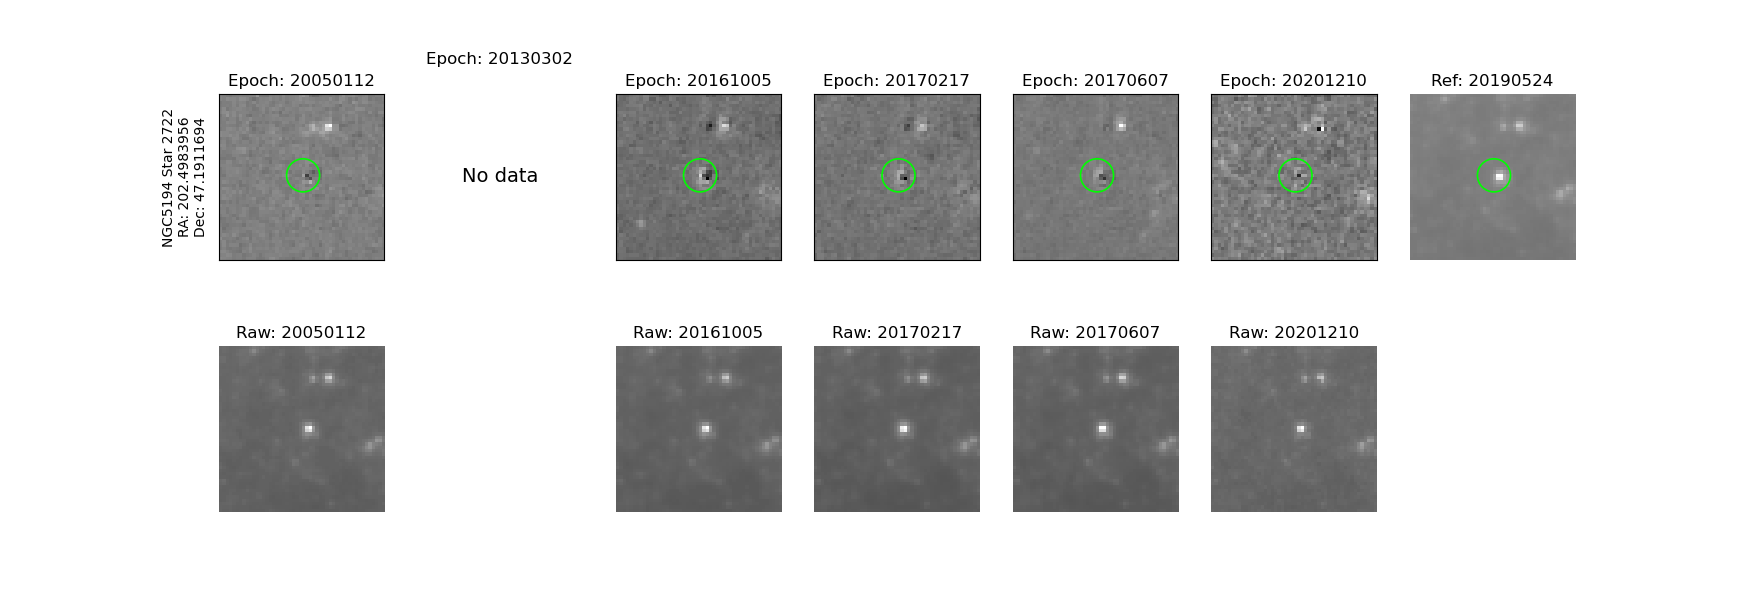 Epoch: 20050112
Epoch: 20130302
Epoch: 20161005
Epoch: 20170217
Epoch: 20170607
Epoch: 20201210
Ref: 20190524
NGC5194 Star 2722
RA: 202.4983956
Dec: 47.1911694
No data
Raw: 20050112
Raw: 20161005
Raw: 20170217
Raw: 20170607
Raw: 20201210